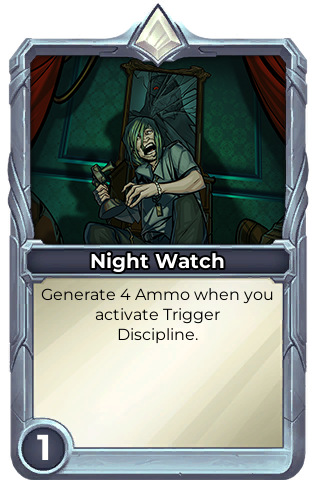 Night Watch
Generate 4 Ammo when you
activate Trigger
Discipline.
1